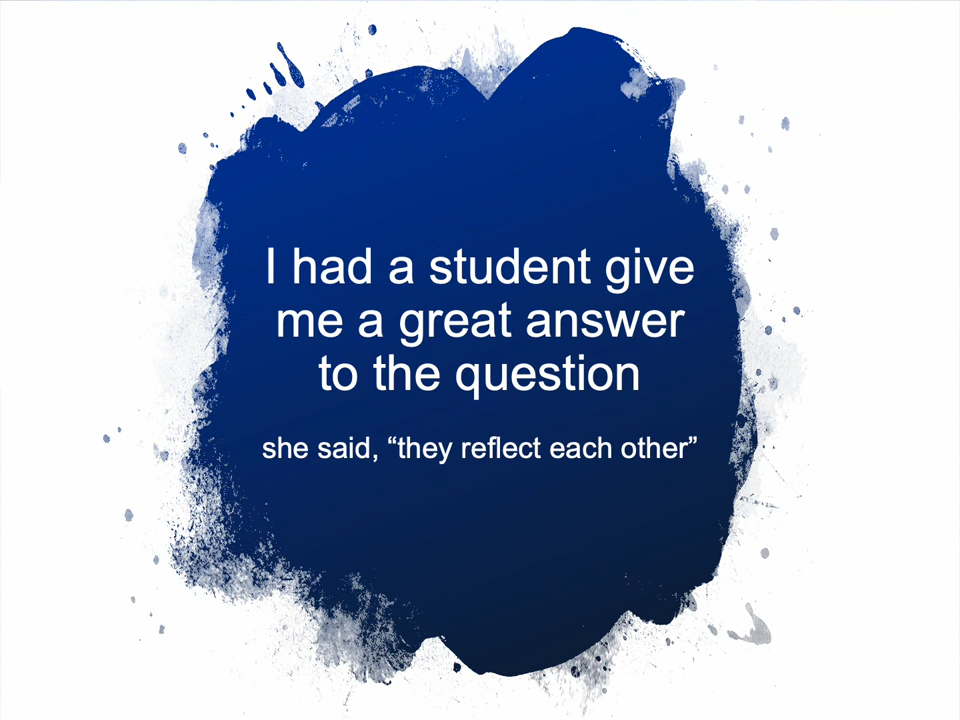 I had a student give
me a great answer
to the question
she said, “they reflect each other”